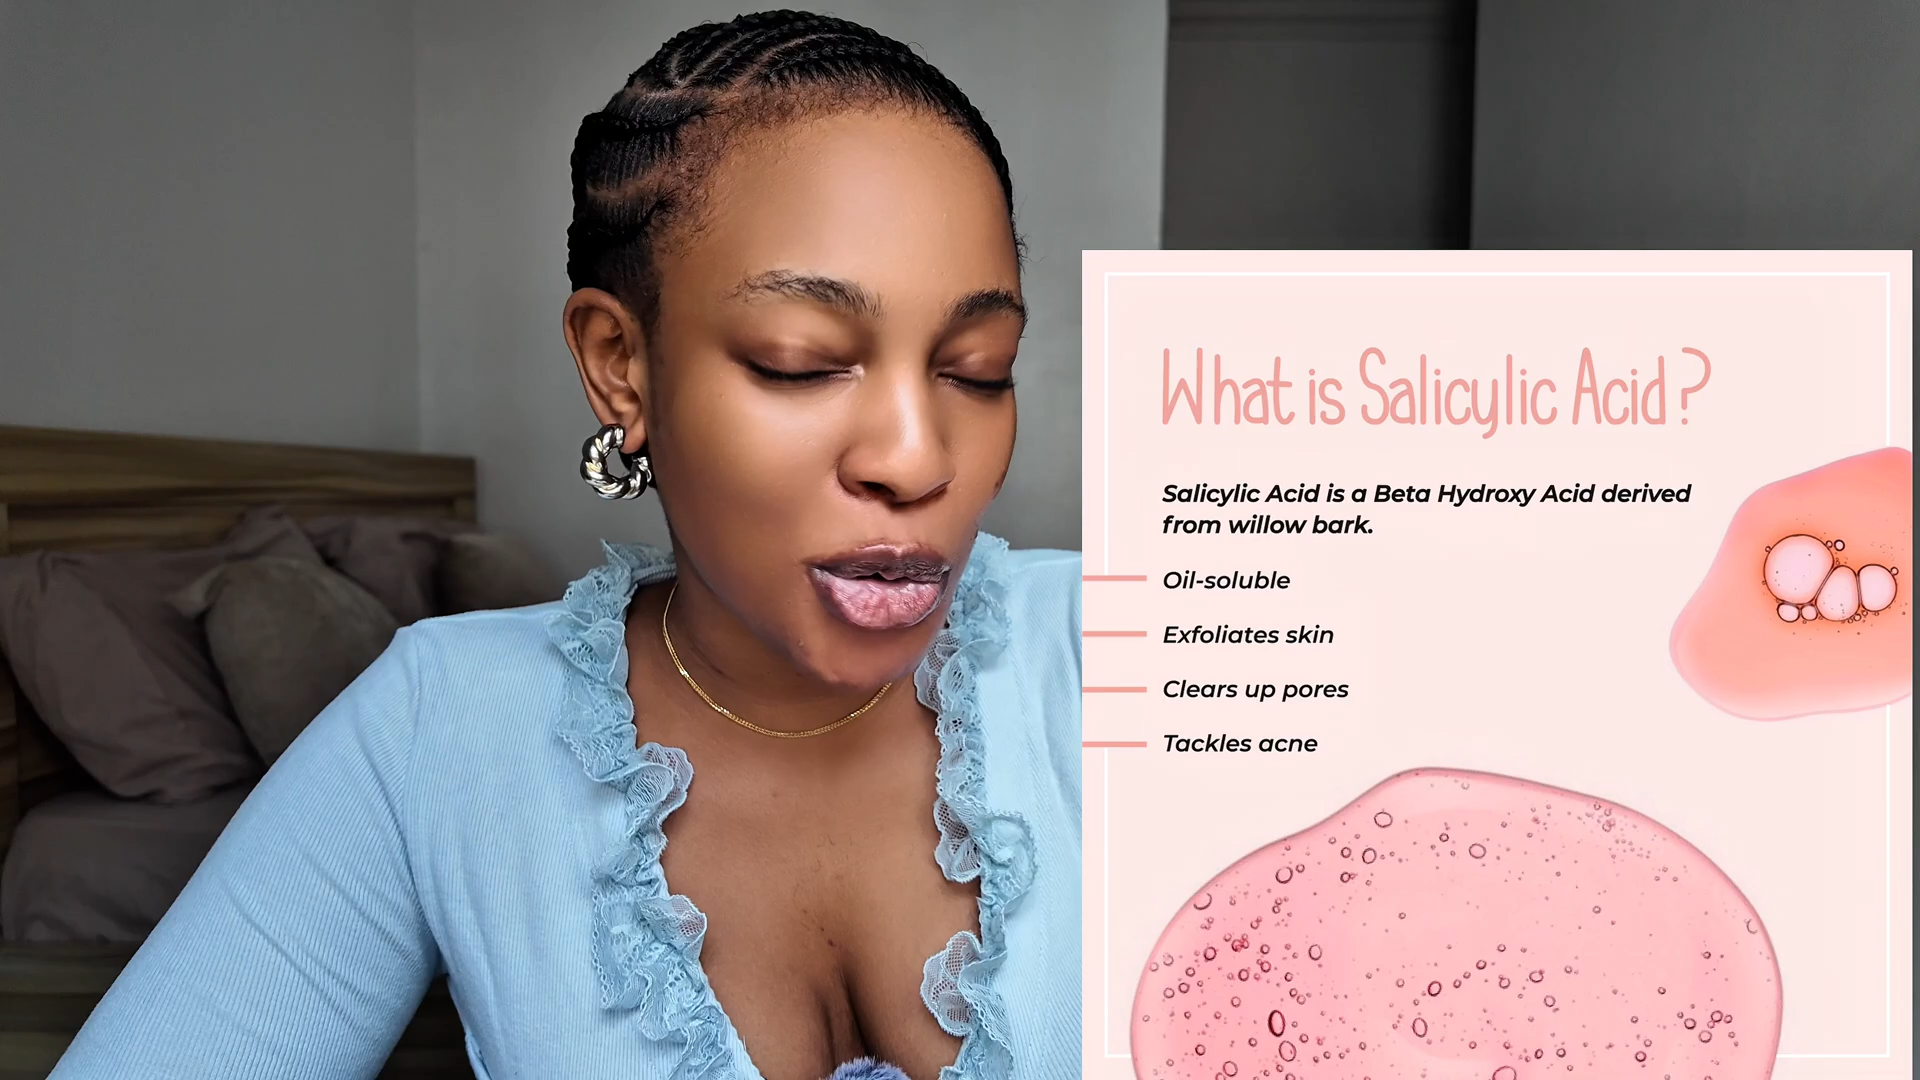 What is Salicylic Acid?
Salicylic Acid is a Beta Hydroxy Acid derived
from willow bark.
Oil-soluble
Exfoliates skin
Clears up pores
Tackles acne